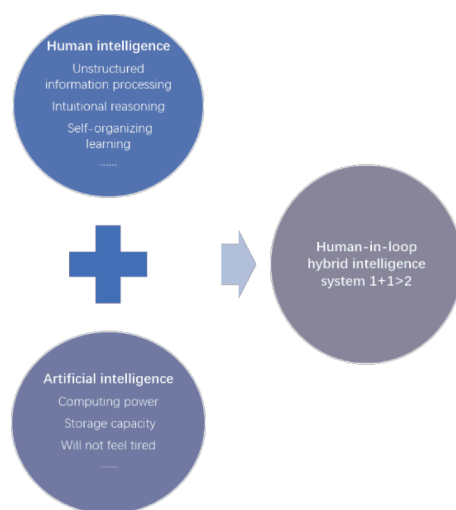 Human intelligence
Unstructured
information processing
Intuitional reasoning
Self-organizing
learning
......
Human-in-loop
hybrid intelligence
system 1+1>2
Artificial intelligence
Computing power
Storage capacity
Will not feel tired
......